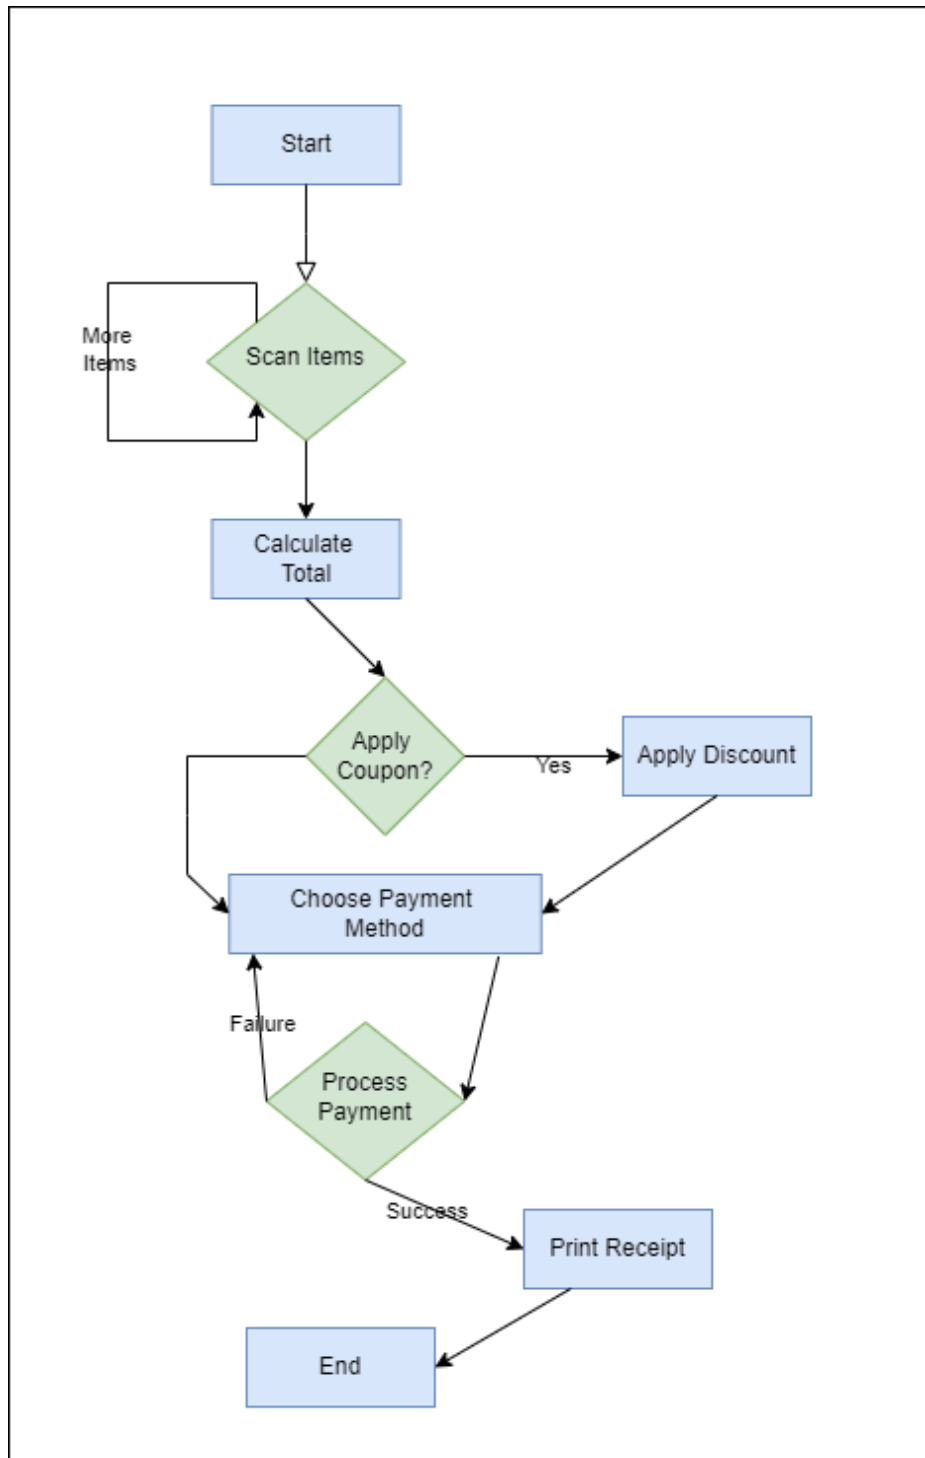 Start
More
Items
Scan Items
Calculate
Total
Apply
Coupon?
Yes
Apply Discount
Choose Payment
Method
Failure
Process
Payment
Success
Print Receipt
End